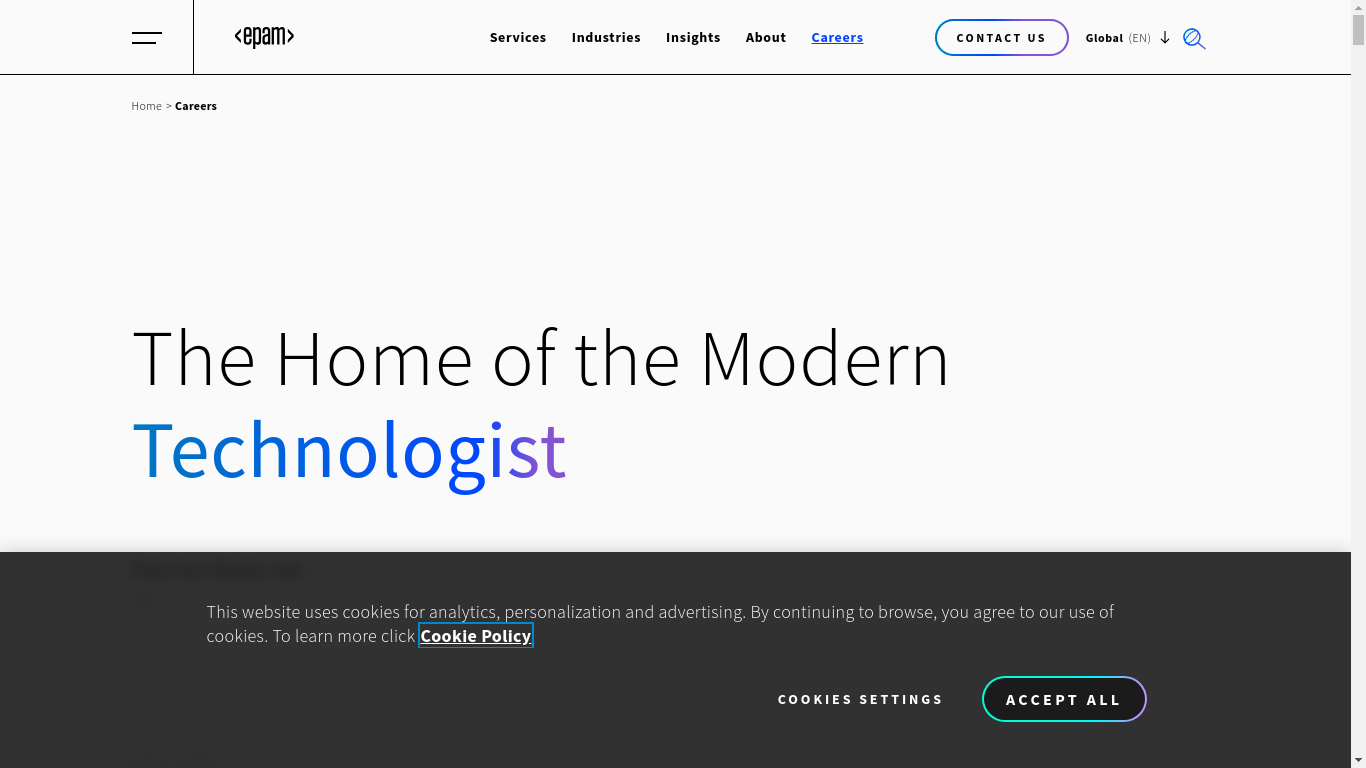 <epam>
Services
Industries
Insights
About
Careers
CONTACT US
Global (EN)
Home > Careers
The Home of the Modern
Technologist
This website uses cookies for analytics, personalization and advertising. By continuing to browse, you agree to our use of
cookies. To learn more click Cookie Policy
COOKIES SETTINGS
ACCEPT ALL